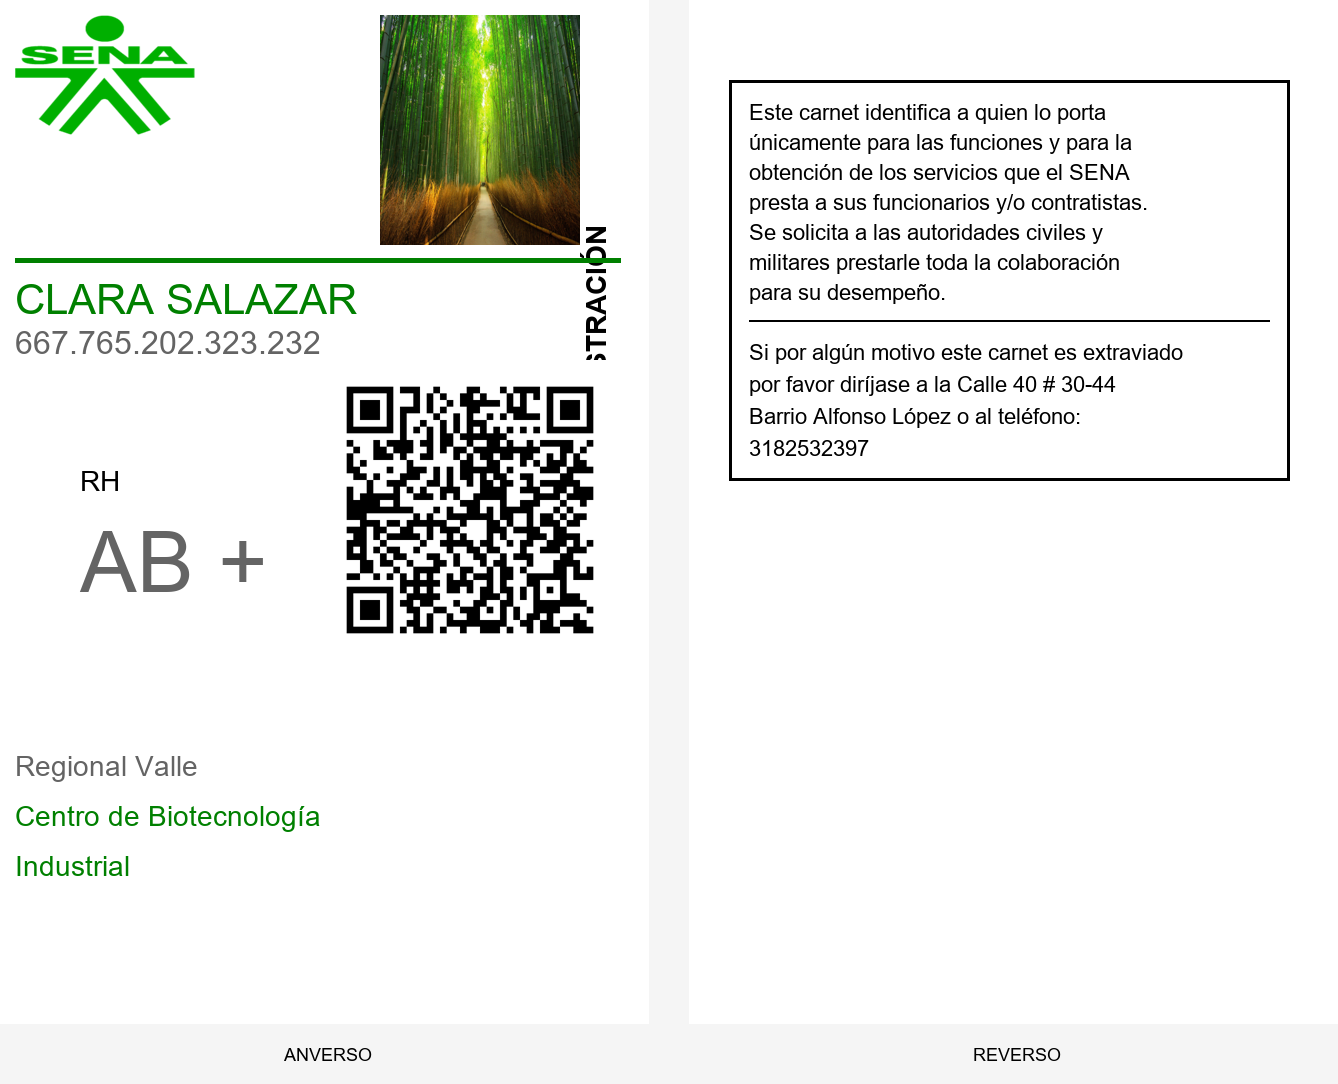 SENA
CLARA SALAZAR
667.765.202.323.232
RH
AB +
Regional Valle
Centro de Biotecnología
Industrial
ANVERSO
Este carnet identifica a quien lo porta
únicamente para las funciones y para la
obtención de los servicios que el SENA
presta a sus funcionarios y/o contratistas.
Se solicita a las autoridades civiles y
militares prestarle toda la colaboración
para su desempeño.
Si por algún motivo este carnet es extraviado
por favor diríjase a la Calle 40 # 30-44
Barrio Alfonso López o al teléfono:
3182532397
REVERSO